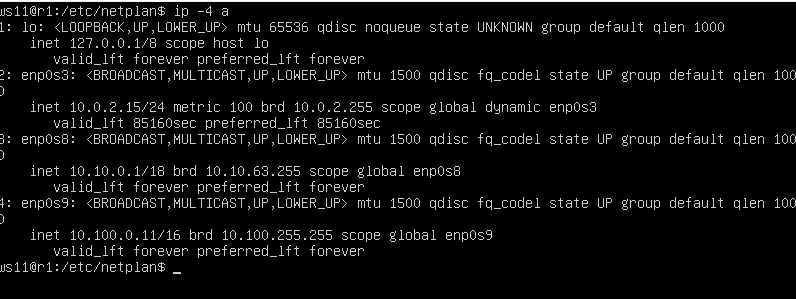 ws11@r1:/etc/netplan$ ip -4 a
1: lo: <LOOPBACK,UP,LOWER_UP> mtu 65536 qdisc noqueue state UNKNOWN group default qlen 1000
    inet 127.0.0.1/8 scope host lo
       valid_lft forever preferred_lft forever
2: enp0s3: <BROADCAST,MULTICAST,UP,LOWER_UP> mtu 1500 qdisc fq_codel state UP group default qlen 100
0
    inet 10.0.2.15/24 metric 100 brd 10.0.2.255 scope global dynamic enp0s3
       valid_lft 85160sec preferred_lft 85160sec
3: enp0s8: <BROADCAST,MULTICAST,UP,LOWER_UP> mtu 1500 qdisc fq_codel state UP group default qlen 100
0
    inet 10.10.0.1/18 brd 10.10.63.255 scope global enp0s8
       valid_lft forever preferred_lft forever
4: enp0s9: <BROADCAST,MULTICAST,UP,LOWER_UP> mtu 1500 qdisc fq_codel state UP group default qlen 100
0
    inet 10.100.0.11/16 brd 10.100.255.255 scope global enp0s9
       valid_lft forever preferred_lft forever
ws11@r1:/etc/netplan$ _